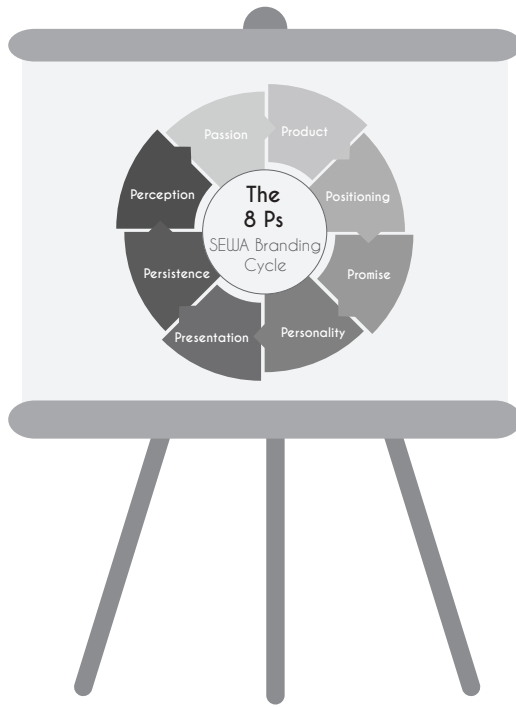 The
8 Ps
SEWA Branding
Cycle
Passion
Product
Positioning
Promise
Personality
Presentation
Persistence
Perception